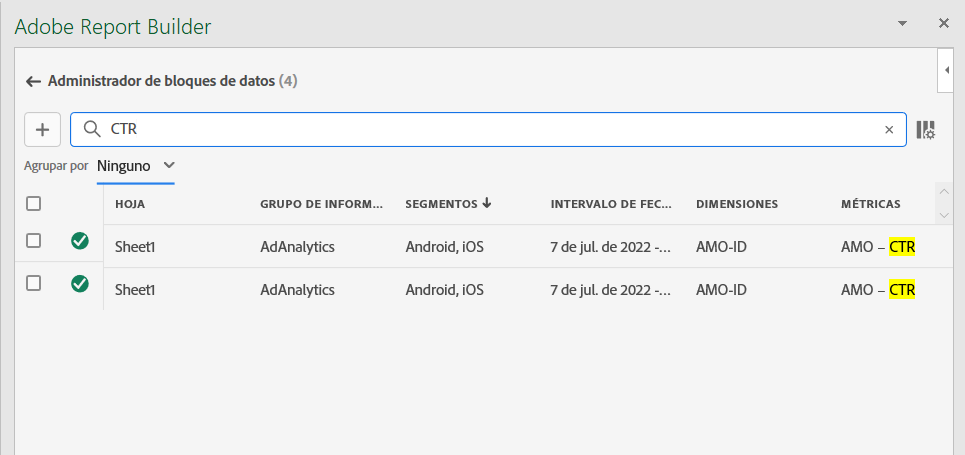 Adobe Report Builder
Administrador de bloques de datos (4)
CTR
Agrupar por Ninguno
HOJA GRUPO DE INFORM... SEGMENTOS INTERVALO DE FEC... DIMENSIONES MÉTRICAS
Sheet1 AdAnalytics Android, iOS 7 de jul. de 2022 -... AMO-ID AMO – CTR
Sheet1 AdAnalytics Android, iOS 7 de jul. de 2022 -... AMO-ID AMO – CTR